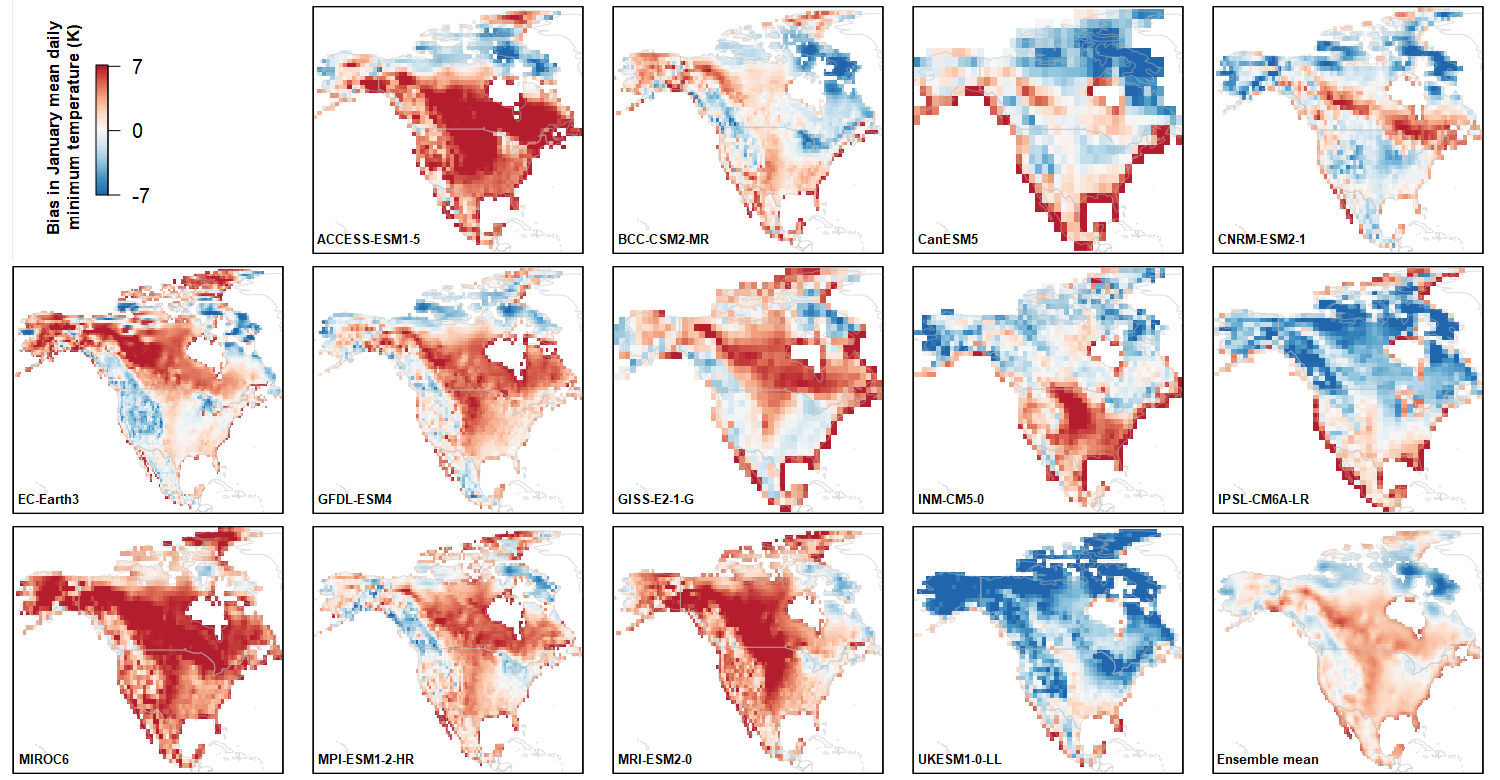 Bias in January mean daily
minimum temperature (K)
7
0
-7
ACCESS-ESM1-5
BCC-CSM2-MR
CanESM5
CNRM-ESM2-1
EC-Earth3
GFDL-ESM4
GISS-E2-1-G
INM-CM5-0
IPSL-CM6A-LR
MIROC6
MPI-ESM1-2-HR
MRI-ESM2-0
UKESM1-0-LL
Ensemble mean